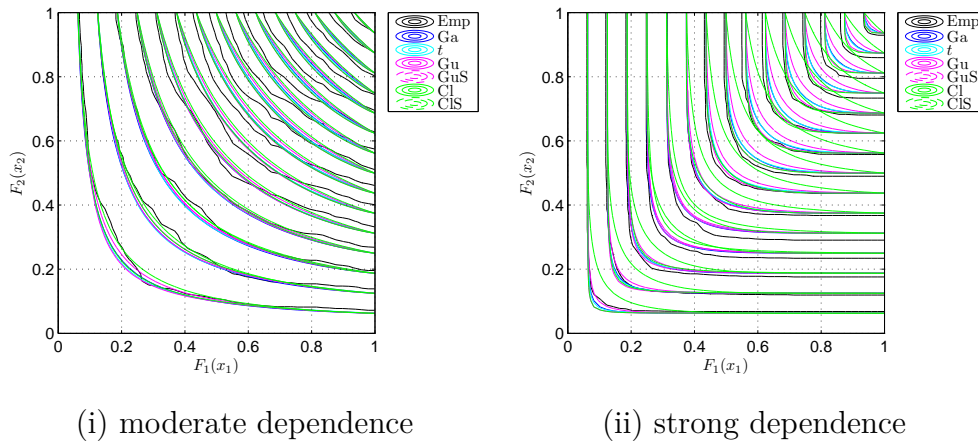 1
0.8
0.6
0.4
0.2
0
0 0.2 0.4 0.6 0.8 1
F₂(x₂)
F₁(x₁)
Emp
Ga
t
Gu
GuS
Cl
ClS
(i) moderate dependence
1
0.8
0.6
0.4
0.2
0
0 0.2 0.4 0.6 0.8 1
F₂(x₂)
F₁(x₁)
Emp
Ga
t
Gu
GuS
Cl
ClS
(ii) strong dependence